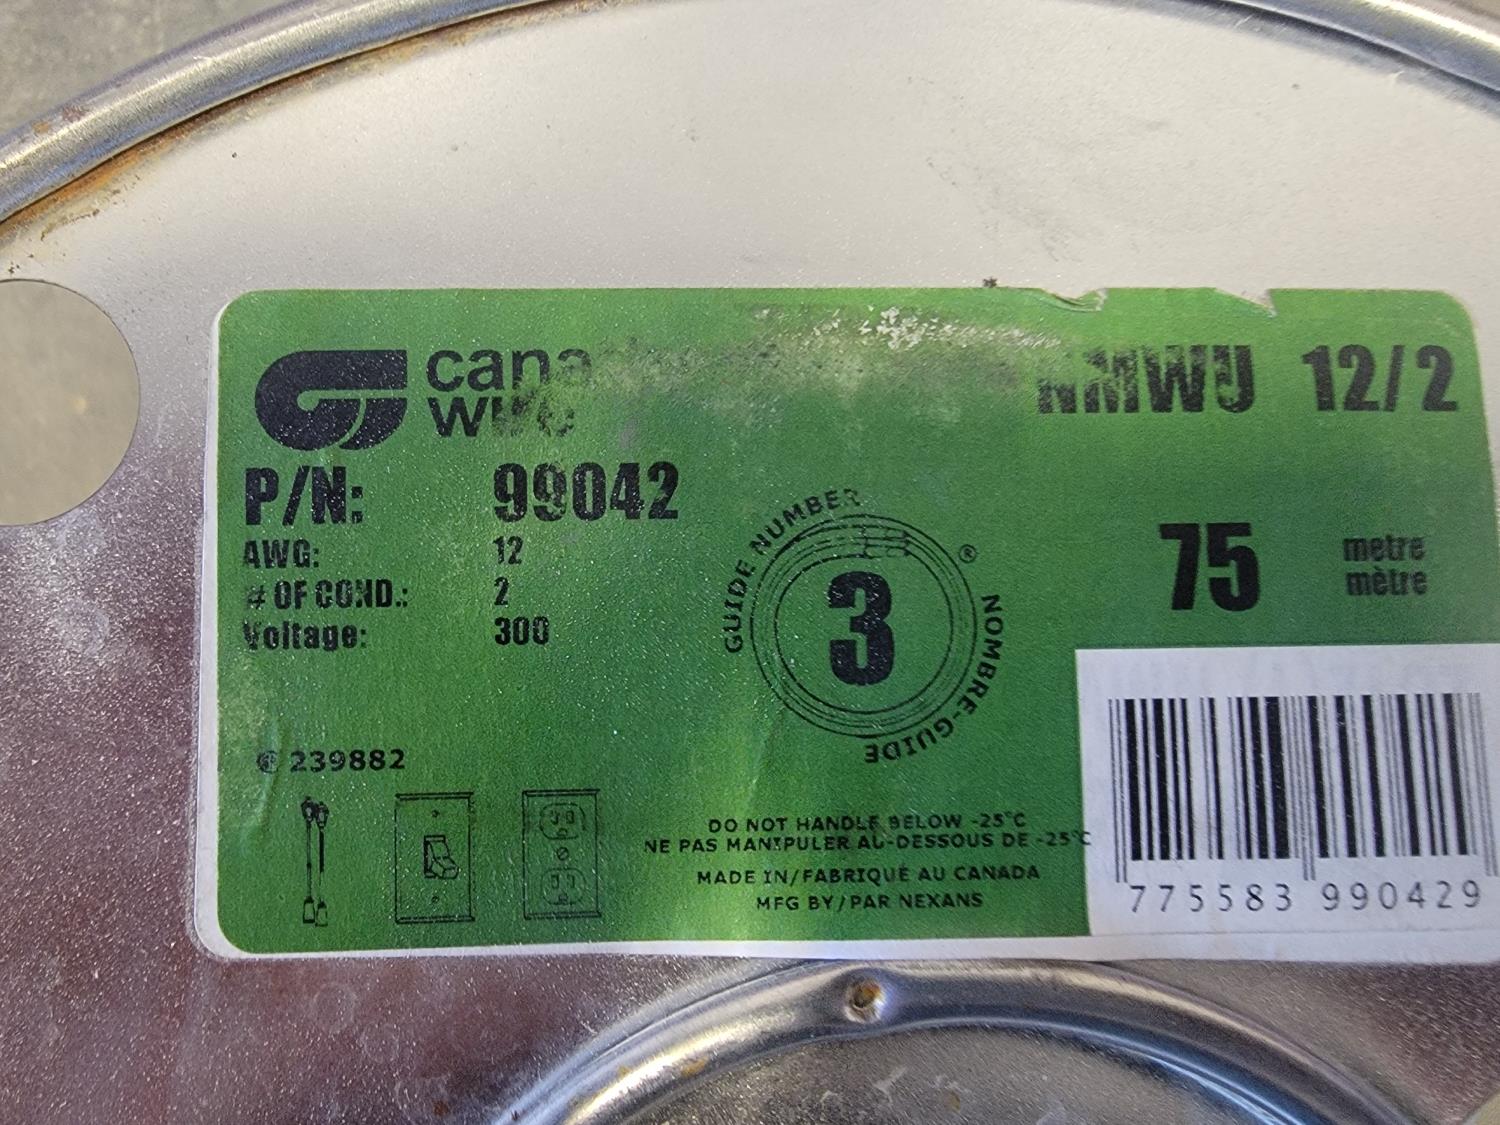 wire
NMWU 12/2
P/N: 99042
AWG: 12
# OF COND.: 2
Voltage: 300
GUIDE NUMBER
3
®
NOMBRE-GUIDE
75 metre
mètre
239882
DO NOT HANDLE BELOW -25°C
NE PAS MANIPULER AU-DESSOUS DE -25°C
MADE IN/FABRIQUÉ AU CANADA
MFG BY/PAR NEXANS
775583 990429